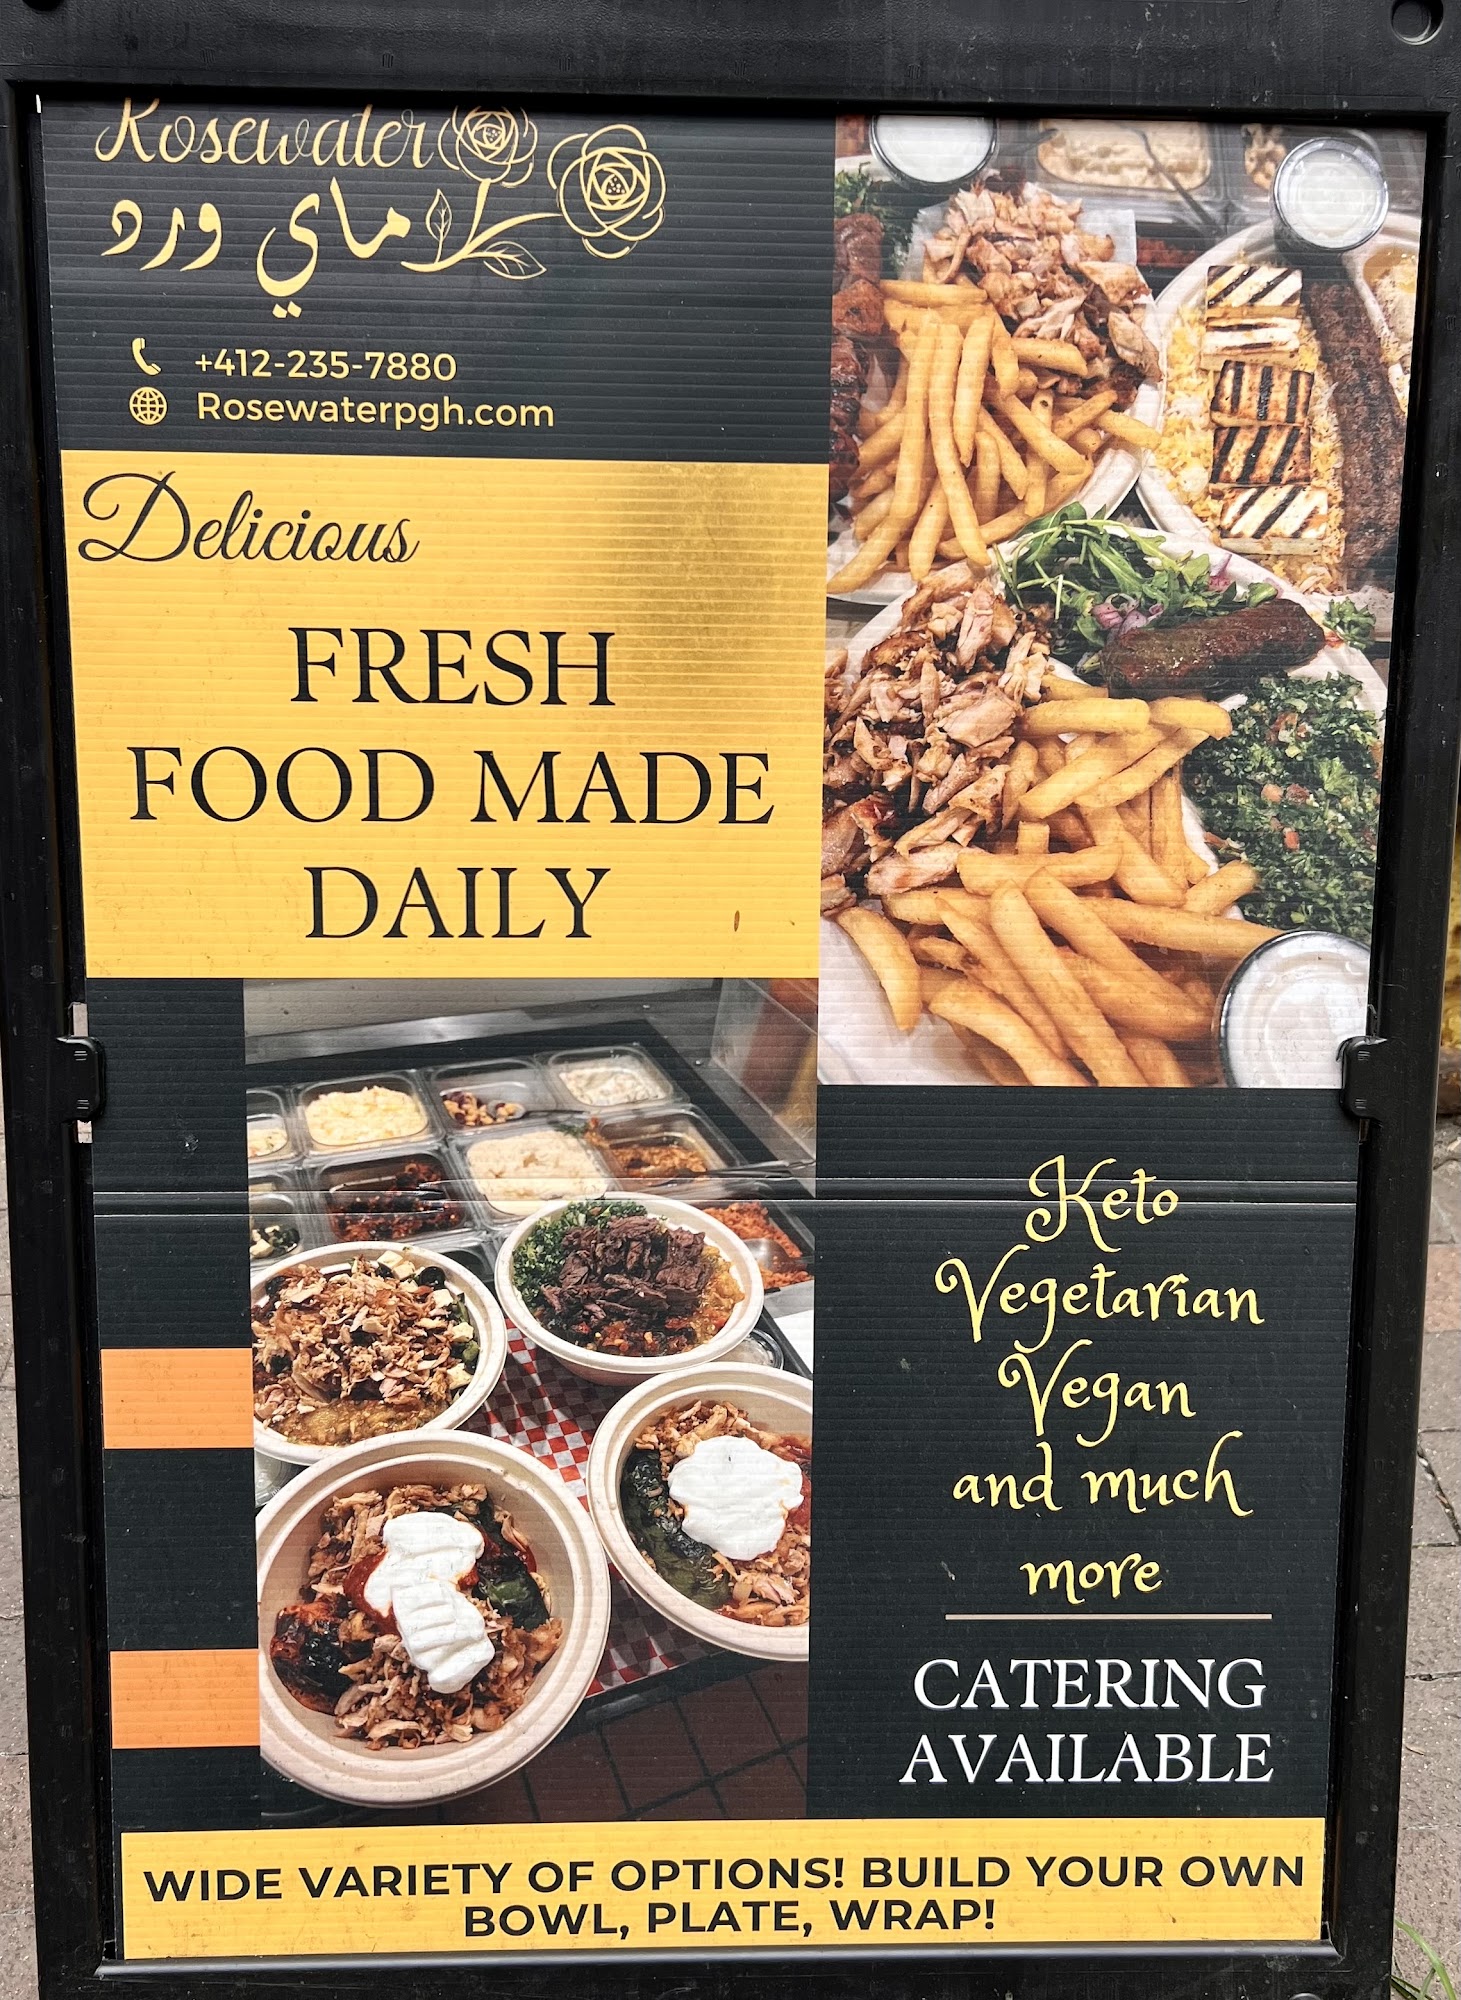 Rosewater
ماي ورد
+412-235-7880
Rosewaterpgh.com
Delicious
FRESH
FOOD MADE
DAILY
Keto
Vegetarian
Vegan
and much
more
CATERING
AVAILABLE
WIDE VARIETY OF OPTIONS! BUILD YOUR OWN
BOWL, PLATE, WRAP!